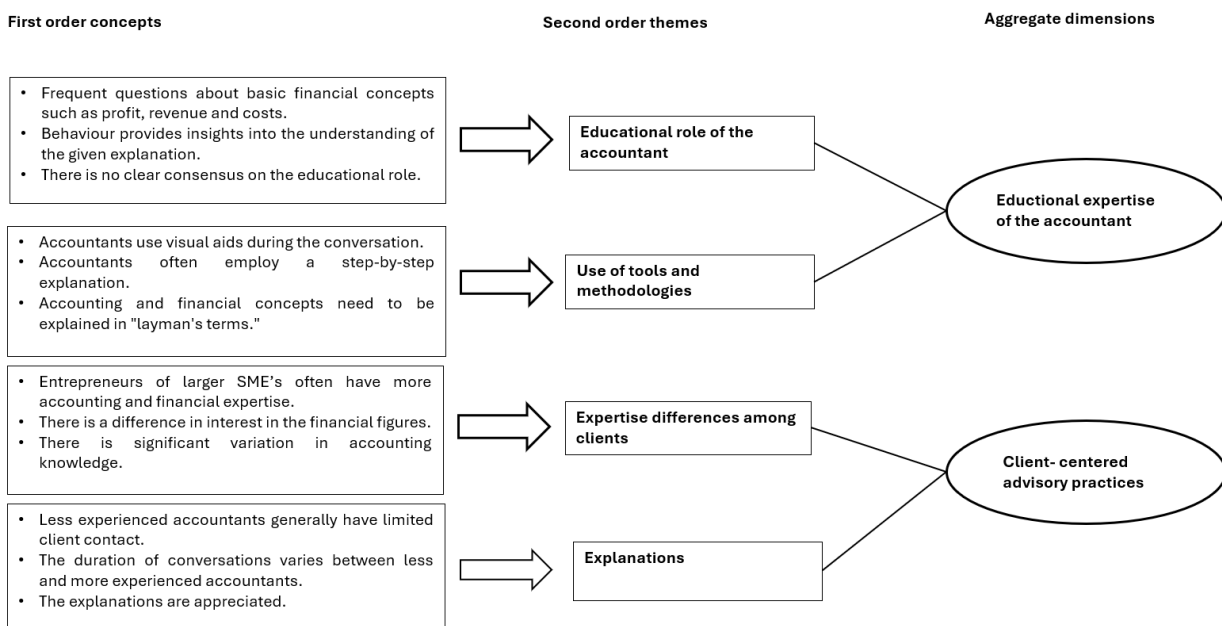 First order concepts
Second order themes
Aggregate dimensions
• Frequent questions about basic financial concepts
such as profit, revenue and costs.
• Behaviour provides insights into the understanding of
the given explanation.
• There is no clear consensus on the educational role.
Educational role of the
accountant
• Accountants use visual aids during the conversation.
• Accountants often employ a step-by-step
explanation.
• Accounting and financial concepts need to be
explained in "layman's terms."
Use of tools and
methodologies
Eductional expertise
of the accountant
• Entrepreneurs of larger SME's often have more
accounting and financial expertise.
• There is a difference in interest in the financial figures.
• There is significant variation in accounting
knowledge.
Expertise differences among
clients
• Less experienced accountants generally have limited
client contact.
• The duration of conversations varies between less
and more experienced accountants.
• The explanations are appreciated.
Explanations
Client- centered
advisory practices